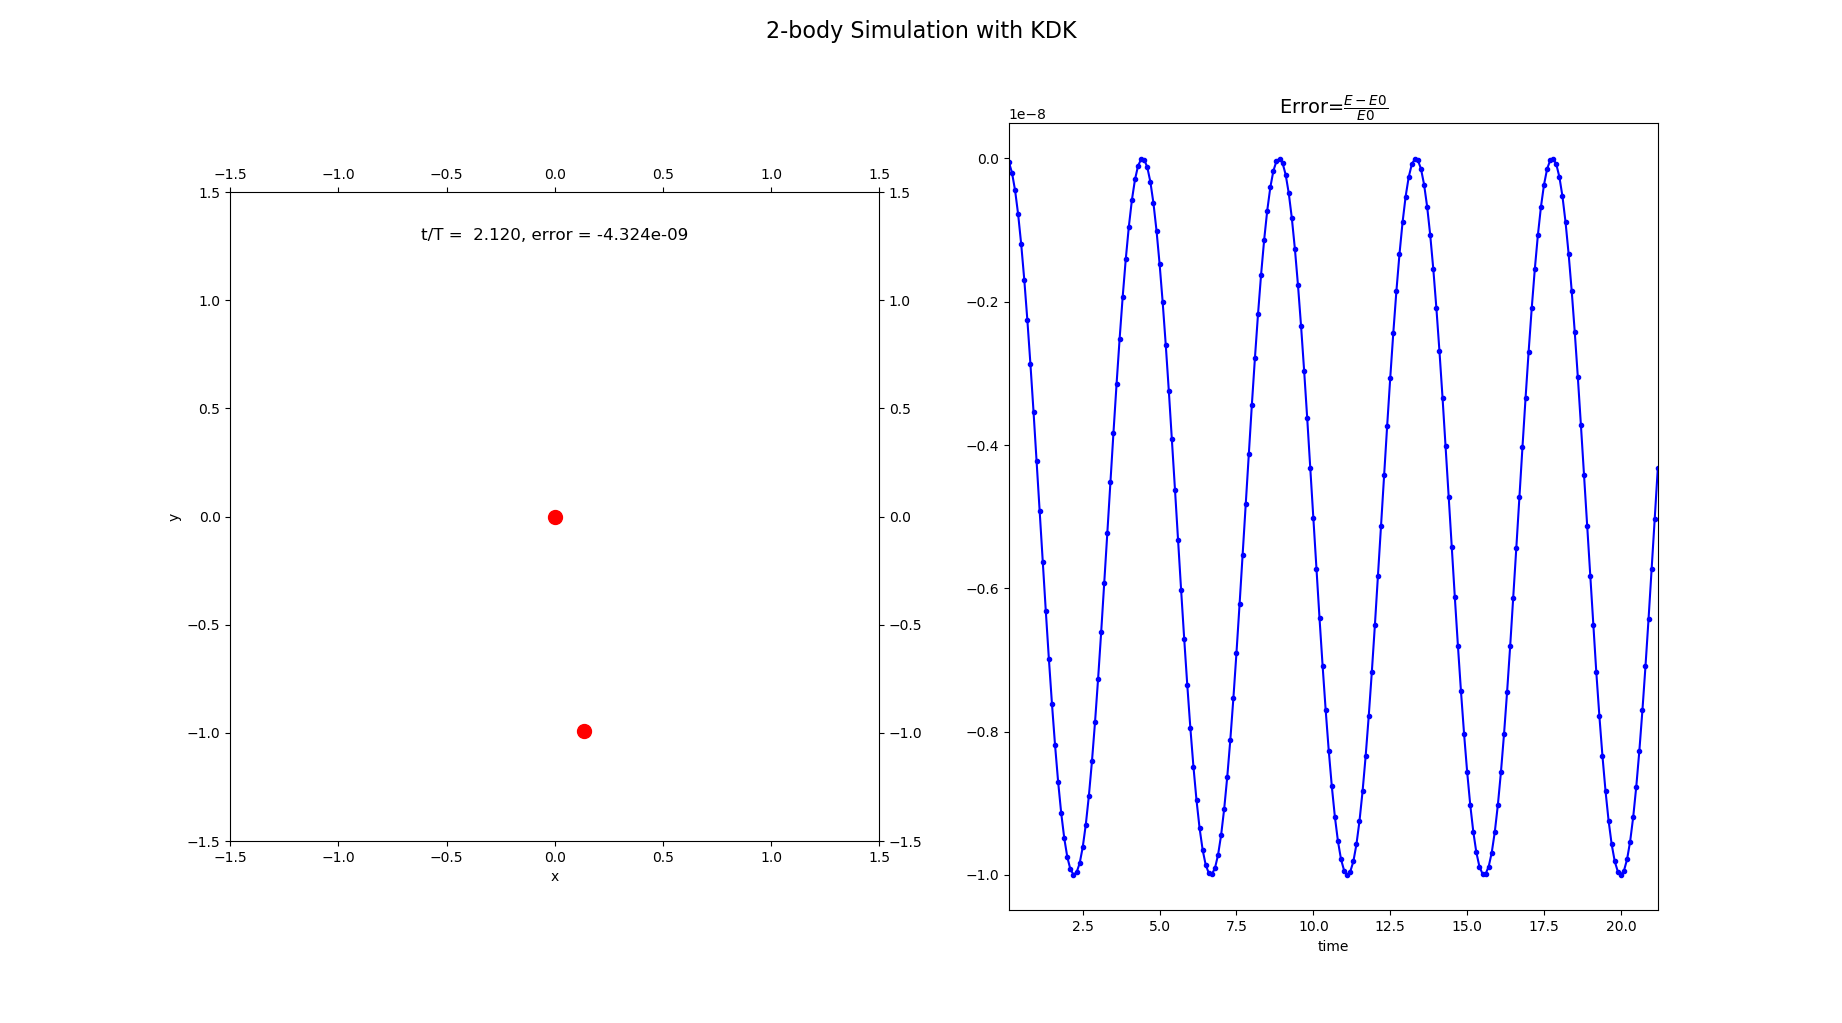 2-body Simulation with KDK
−1.5 −1.0 −0.5 0.0 0.5 1.0 1.5
t/T =  2.120, error = -4.324e-09
1.5 1.5
1.0 1.0
0.5 0.5
0.0 0.0
y
−0.5 −0.5
−1.0 −1.0
−1.5 −1.5
−1.5 −1.0 −0.5 0.0 0.5 1.0 1.5
x
Error=\frac{E-E0}{E0}
1e−8
0.0
−0.2
−0.4
−0.6
−0.8
−1.0
2.5 5.0 7.5 10.0 12.5 15.0 17.5 20.0
time